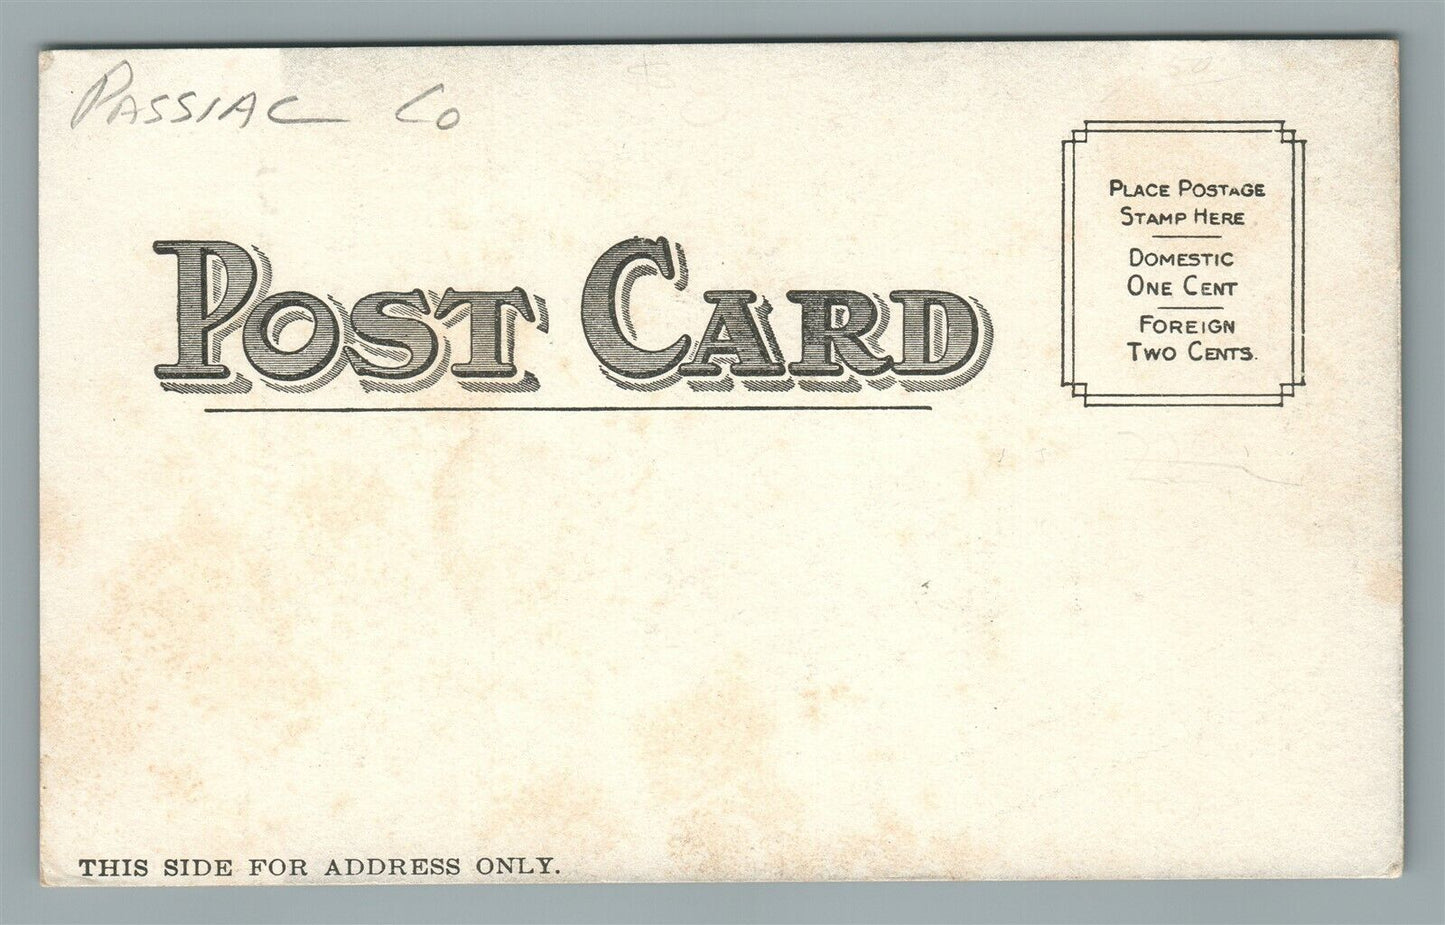 PASSIAC CO
POST CARD
PLACE POSTAGE
STAMP HERE
DOMESTIC
ONE CENT
FOREIGN
TWO CENTS.
THIS SIDE FOR ADDRESS ONLY.